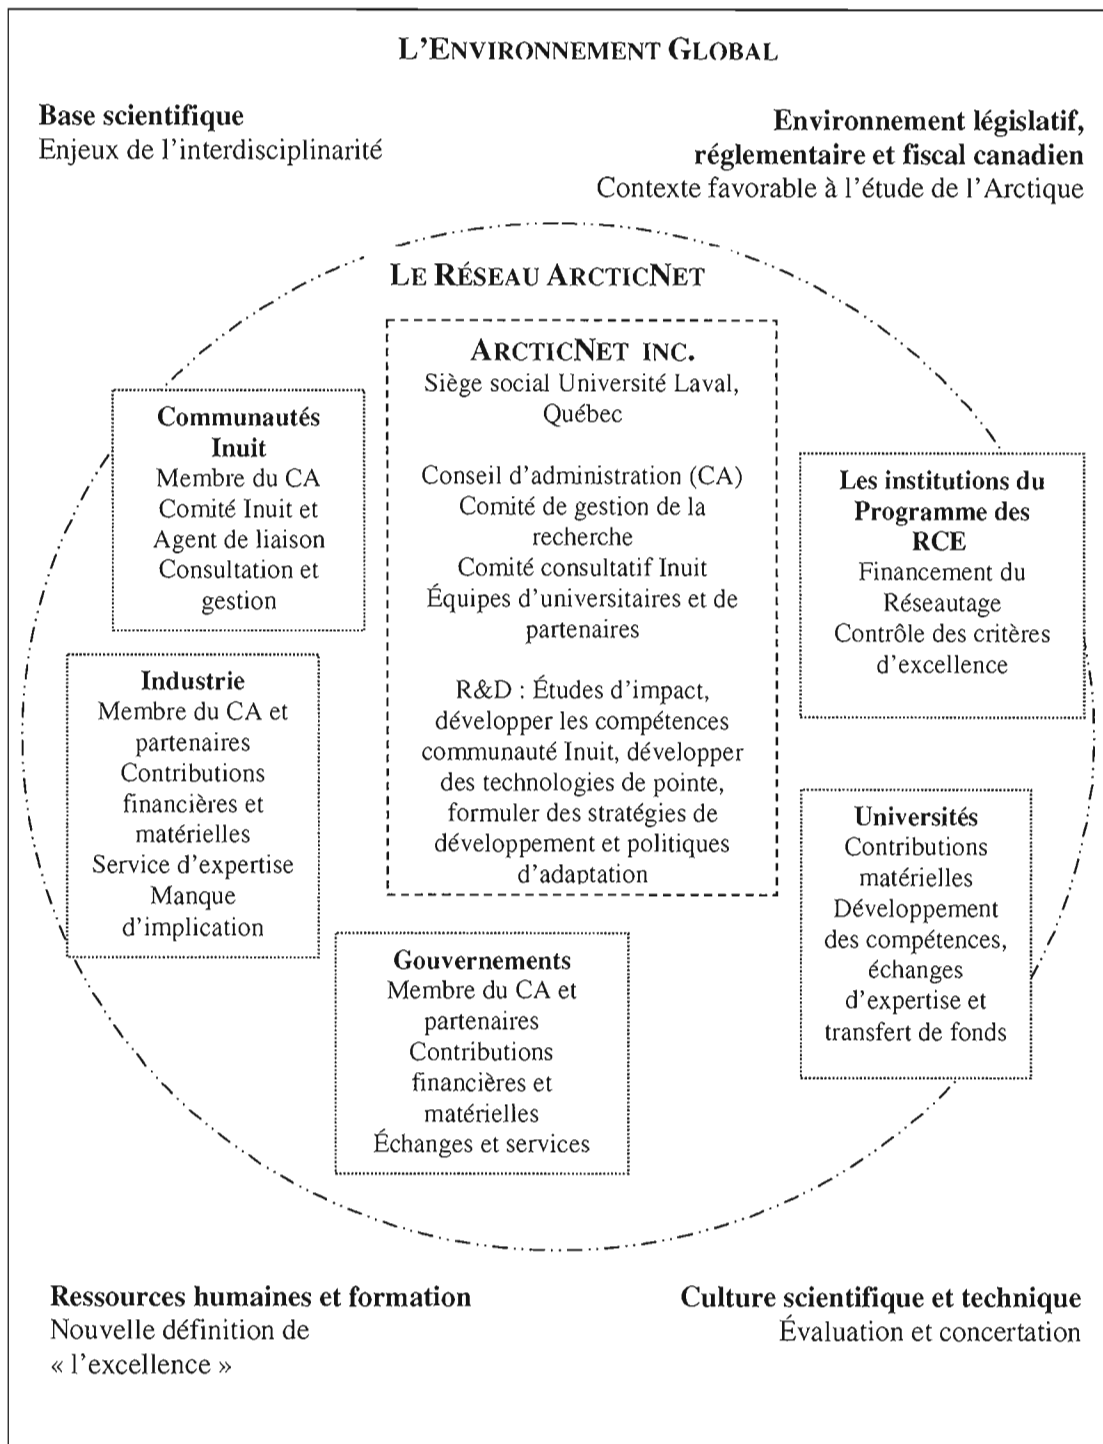 L'ENVIRONNEMENT GLOBAL
Base scientifique
Enjeux de l'interdisciplinarité
Environnement législatif,
réglementaire et fiscal canadien
Contexte favorable à l'étude de l'Arctique
LE RÉSEAU ARCTICNET
ARCTICNET INC.
Siège social Université Laval,
Québec
Conseil d'administration (CA)
Comité de gestion de la
recherche
Comité consultatif Inuit
Équipes d'universitaires et de
partenaires
R&D : Études d'impact,
développer les compétences
communauté Inuit, développer
des technologies de pointe,
formuler des stratégies de
développement et politiques
d'adaptation
Communautés
Inuit
Membre du CA
Comité Inuit et
Agent de liaison
Consultation et
gestion
Les institutions du
Programme des
RCE
Financement du
Réseautage
Contrôle des critères
d'excellence
Industrie
Membre du CA et
partenaires
Contributions
financières et
matérielles
Service d'expertise
Manque
d'implication
Universités
Contributions
matérielles
Développement
des compétences,
échanges
d'expertise et
transfert de fonds
Gouvernements
Membre du CA et
partenaires
Contributions
financières et
matérielles
Échanges et services
Ressources humaines et formation
Nouvelle définition de
« l'excellence »
Culture scientifique et technique
Évaluation et concertation